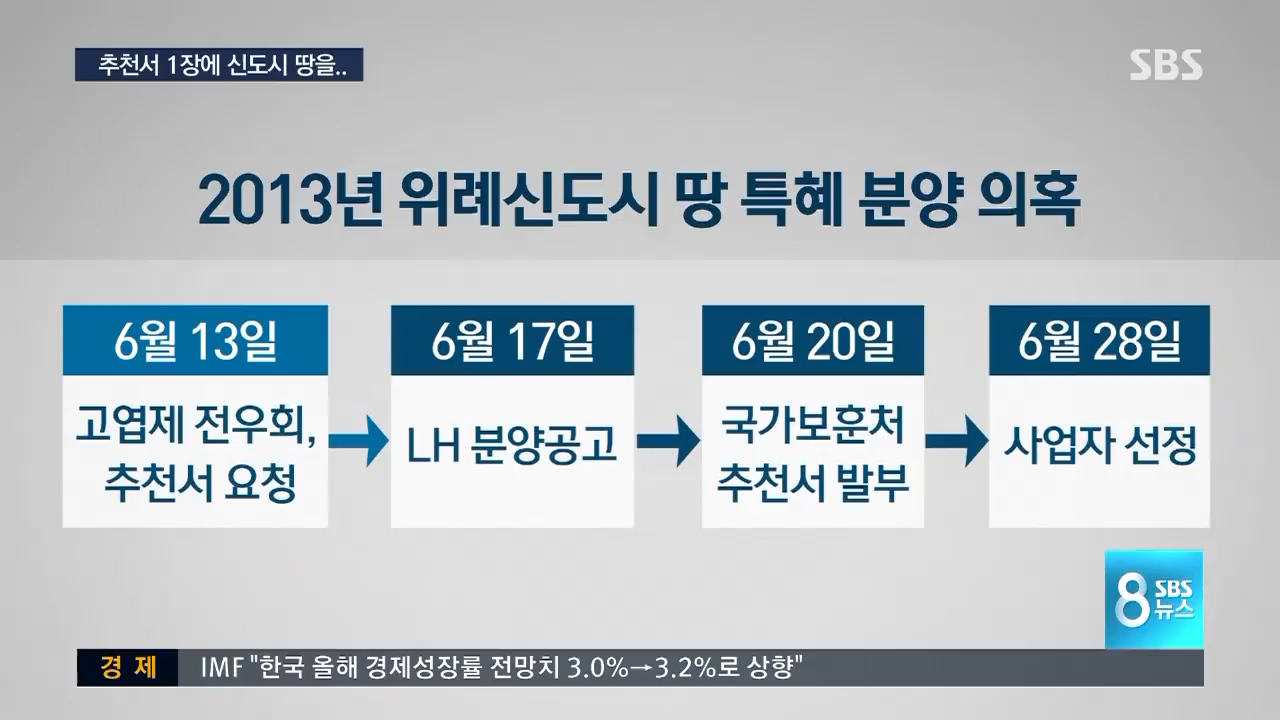 추천서 1장에 신도시 땅을..
SBS
2013년 위례신도시 땅 특혜 분양 의혹
6월 13일
고엽제 전우회,
추천서 요청
6월 17일
LH 분양공고
6월 20일
국가보훈처
추천서 발부
6월 28일
사업자 선정
8 SBS
뉴스
경제 IMF "한국 올해 경제성장률 전망치 3.0%→3.2%로 상향"